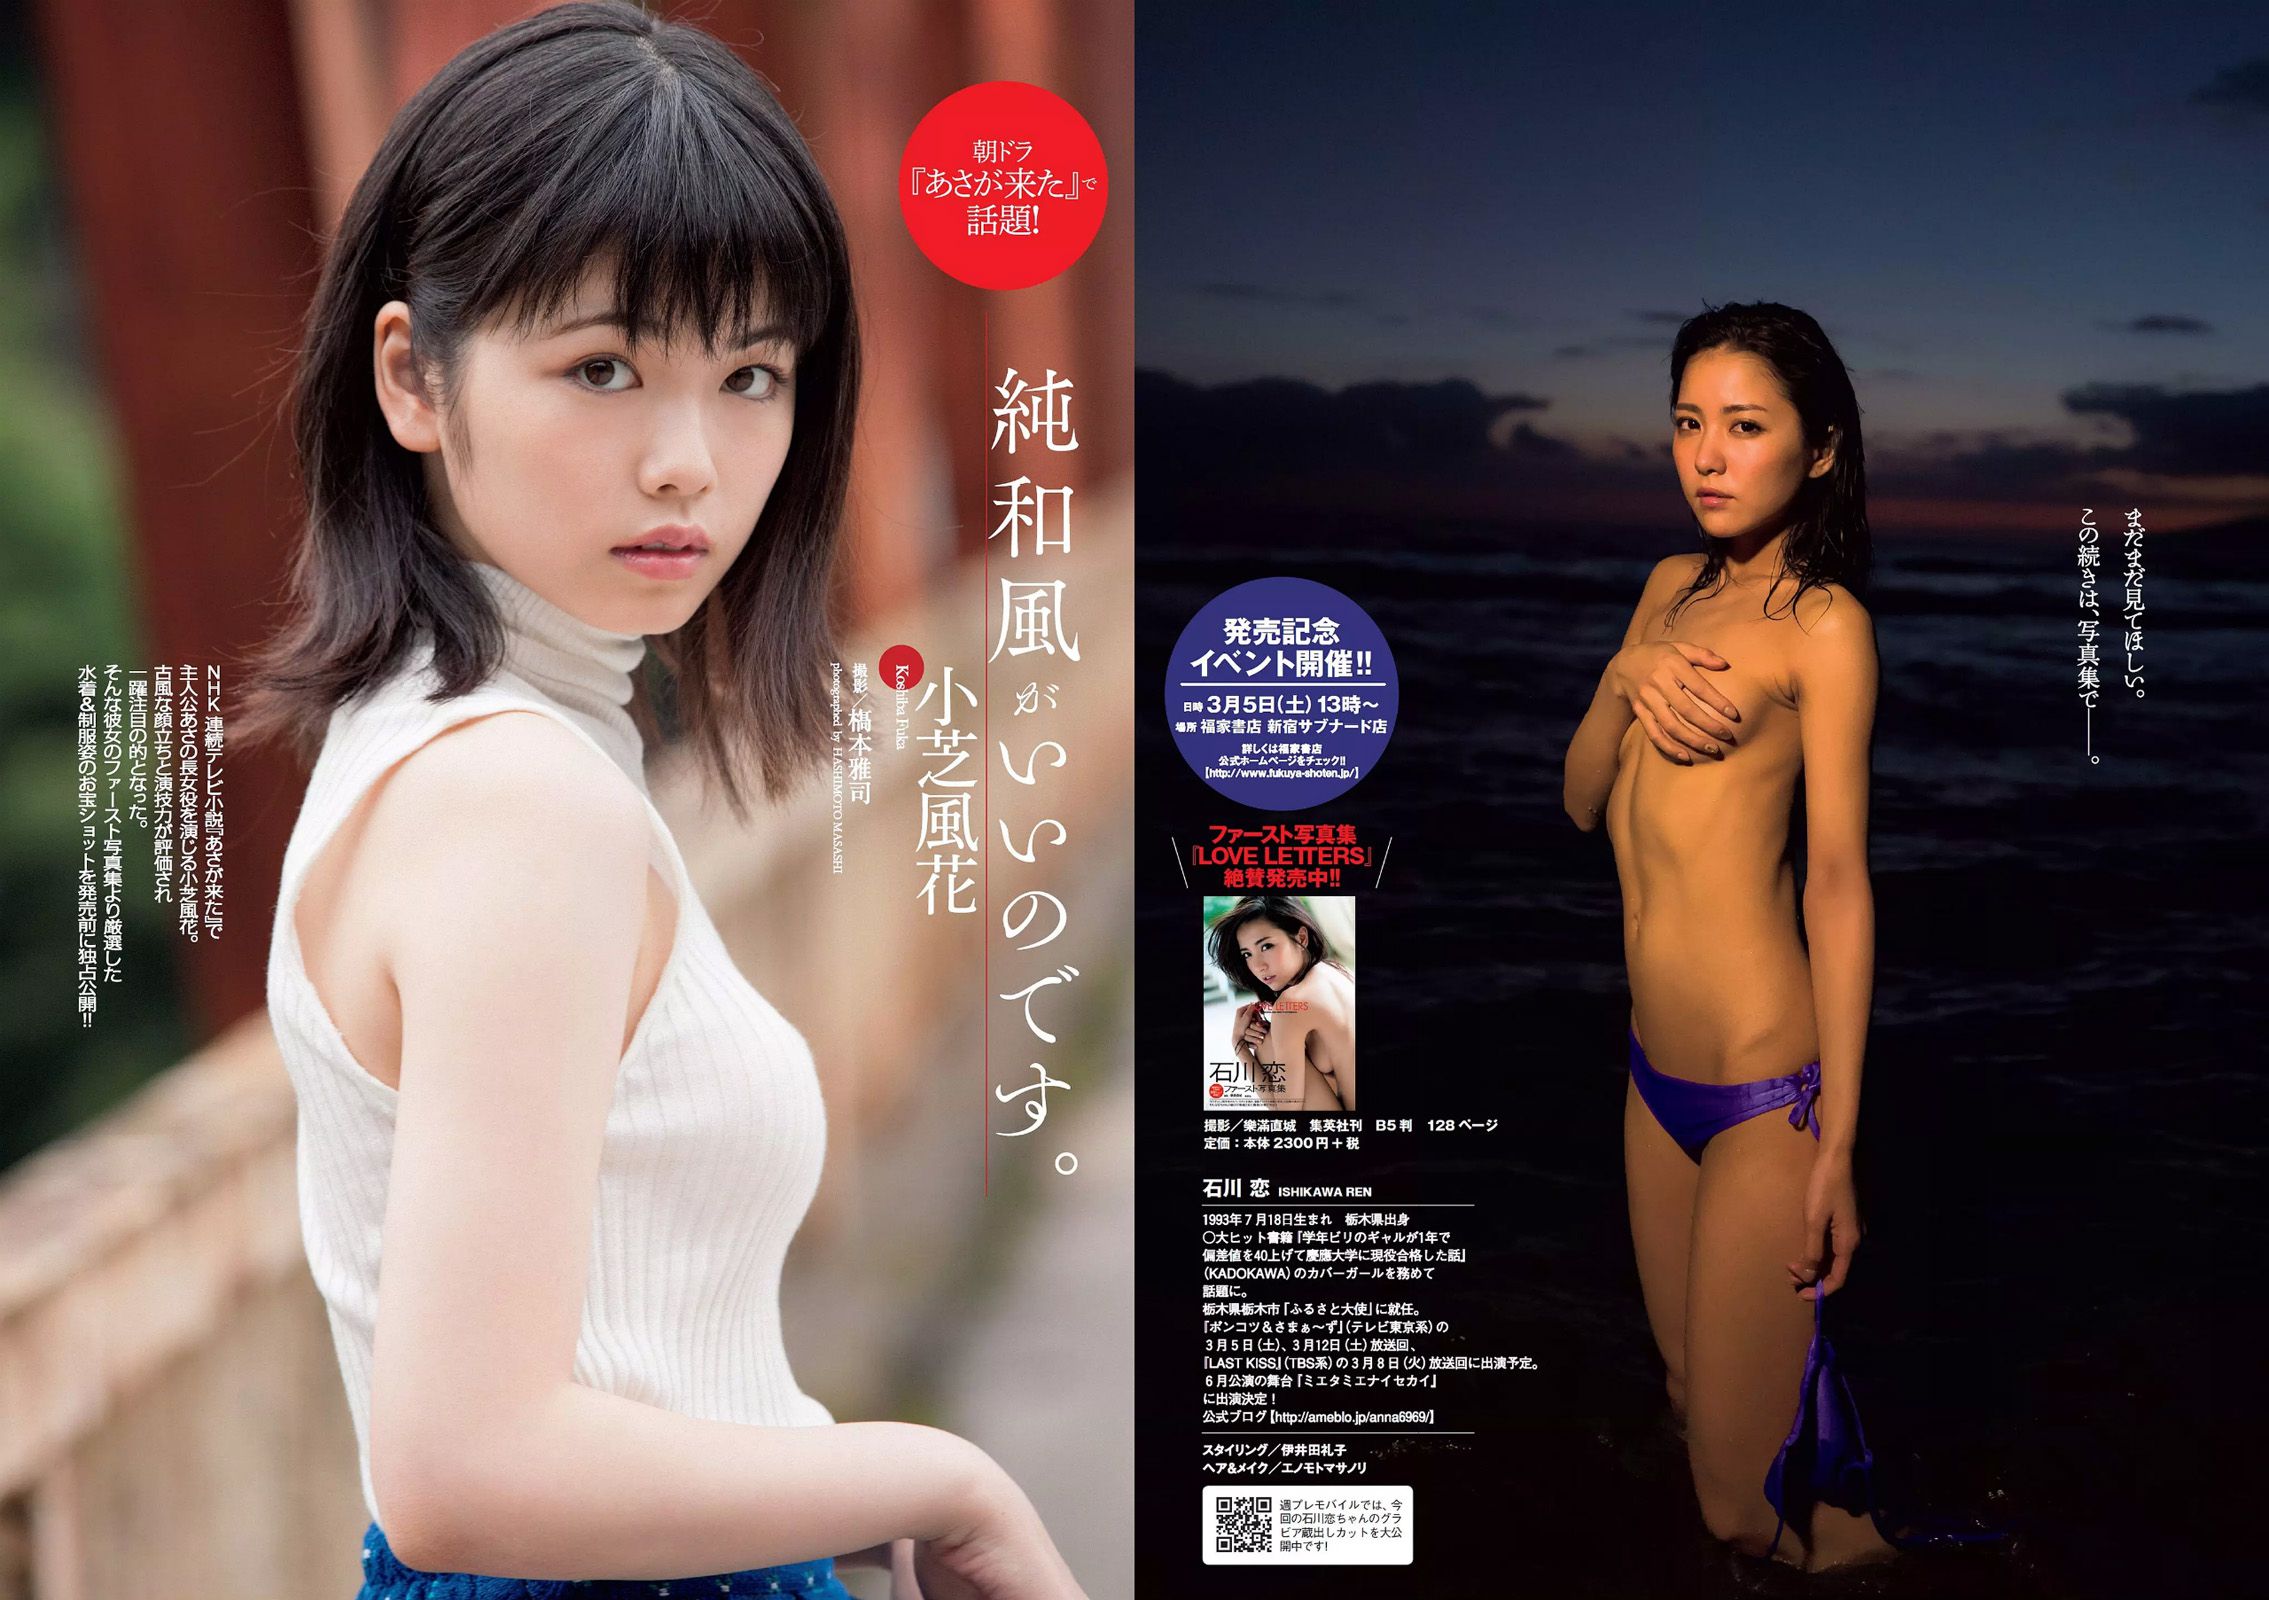 朝ドラ
『あさが来た』で
話題!
純和風がいいのです。
小芝風花
Koshiba Fuka
撮影／槁本雅司
photographed by HASHIMOTO MASASHI
NHK 連続テレビ小説『あさが来た』で
主人公あさの長女役を演じる小芝風花。
古風な顔立ちと演技力が評価され
一躍注目の的となった。
そんな彼女のファースト写真集より厳選した
水着&制服姿のお宝ショットを発売前に独占公開!!
まだまだ見てほしい。
この続きは、写真集で——。
発売記念
イベント開催!!
日時 3月5日(土)13時～
場所 福家書店 新宿サブナード店
詳しくは福家書店
公式ホームページをチェック!!
【http://www.fukuya-shoten.jp/】
ファースト写真集
『LOVE LETTERS』
絶賛発売中!!
LOVE LETTERS
石川 恋
ファースト写真集
撮影／樂滿直城 集英社刊 B5判 128ページ
定価：本体2300円＋税
石川 恋 ISHIKAWA REN
1993年7月18日生まれ 栃木県出身
○大ヒット書籍『学年ビリのギャルが1年で
偏差値を40上げて慶應大学に現役合格した話』
(KADOKAWA)のカバーガールを務めて
話題に。
栃木県栃木市「ふるさと大使」に就任。
『ポンコツ＆さまぁ～ず』(テレビ東京系)の
3月5日(土)、3月12日(土)放送回、
『LAST KISS』(TBS系)の3月8日(火)放送回に出演予定。
6月公演の舞台『ミエタミエナイセカイ』
に出演決定！
公式ブログ【http://ameblo.jp/anna6969/】
スタイリング／伊井田礼子
ヘア&メイク／エノモトマサノリ
週プレモバイルでは、今
回の石川恋ちゃんのグラ
ビア蔵出しカットを大公
開中です!